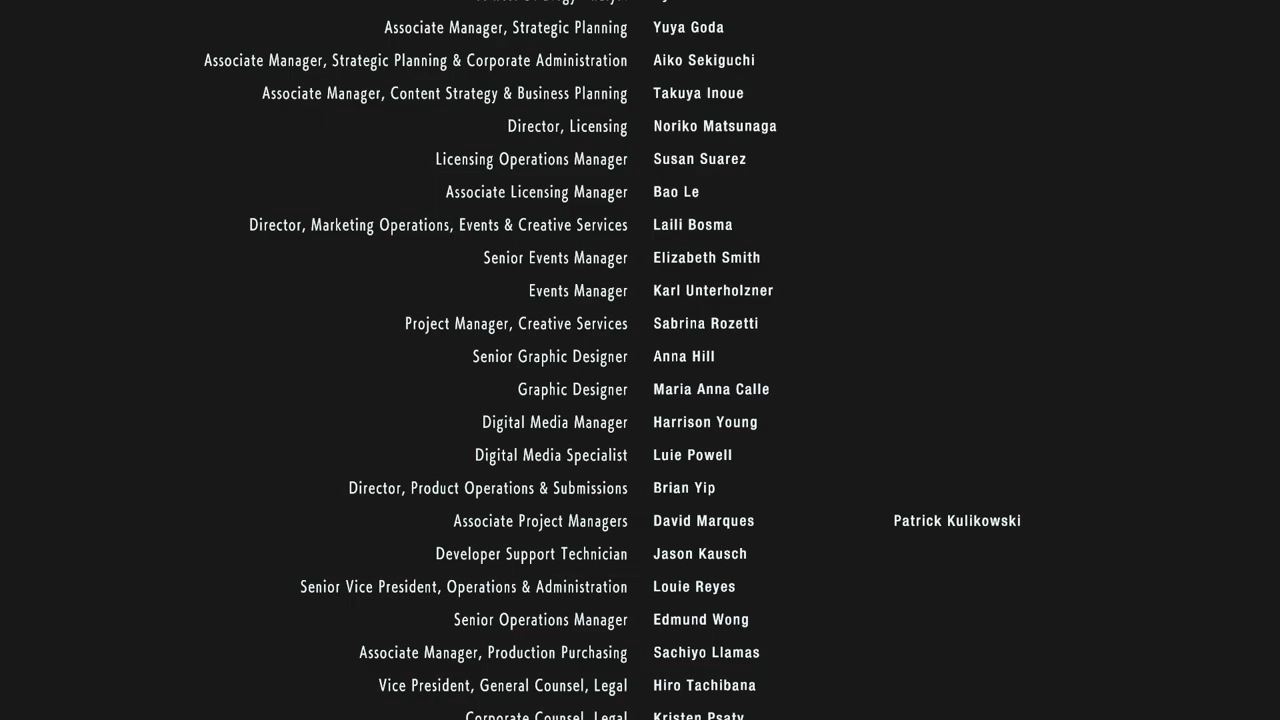 Associate Manager, Strategic Planning Yuya Goda
Associate Manager, Strategic Planning & Corporate Administration Aiko Sekiguchi
Associate Manager, Content Strategy & Business Planning Takuya Inoue
Director, Licensing Noriko Matsunaga
Licensing Operations Manager Susan Suarez
Associate Licensing Manager Bao Le
Director, Marketing Operations, Events & Creative Services Laili Bosma
Senior Events Manager Elizabeth Smith
Events Manager Karl Unterholzner
Project Manager, Creative Services Sabrina Rozetti
Senior Graphic Designer Anna Hill
Graphic Designer Maria Anna Calle
Digital Media Manager Harrison Young
Digital Media Specialist Luie Powell
Director, Product Operations & Submissions Brian Yip
Associate Project Managers David Marques Patrick Kulikowski
Developer Support Technician Jason Kausch
Senior Vice President, Operations & Administration Louie Reyes
Senior Operations Manager Edmund Wong
Associate Manager, Production Purchasing Sachiyo Llamas
Vice President, General Counsel, Legal Hiro Tachibana
Corporate Counsel, Legal Kristen Psaty